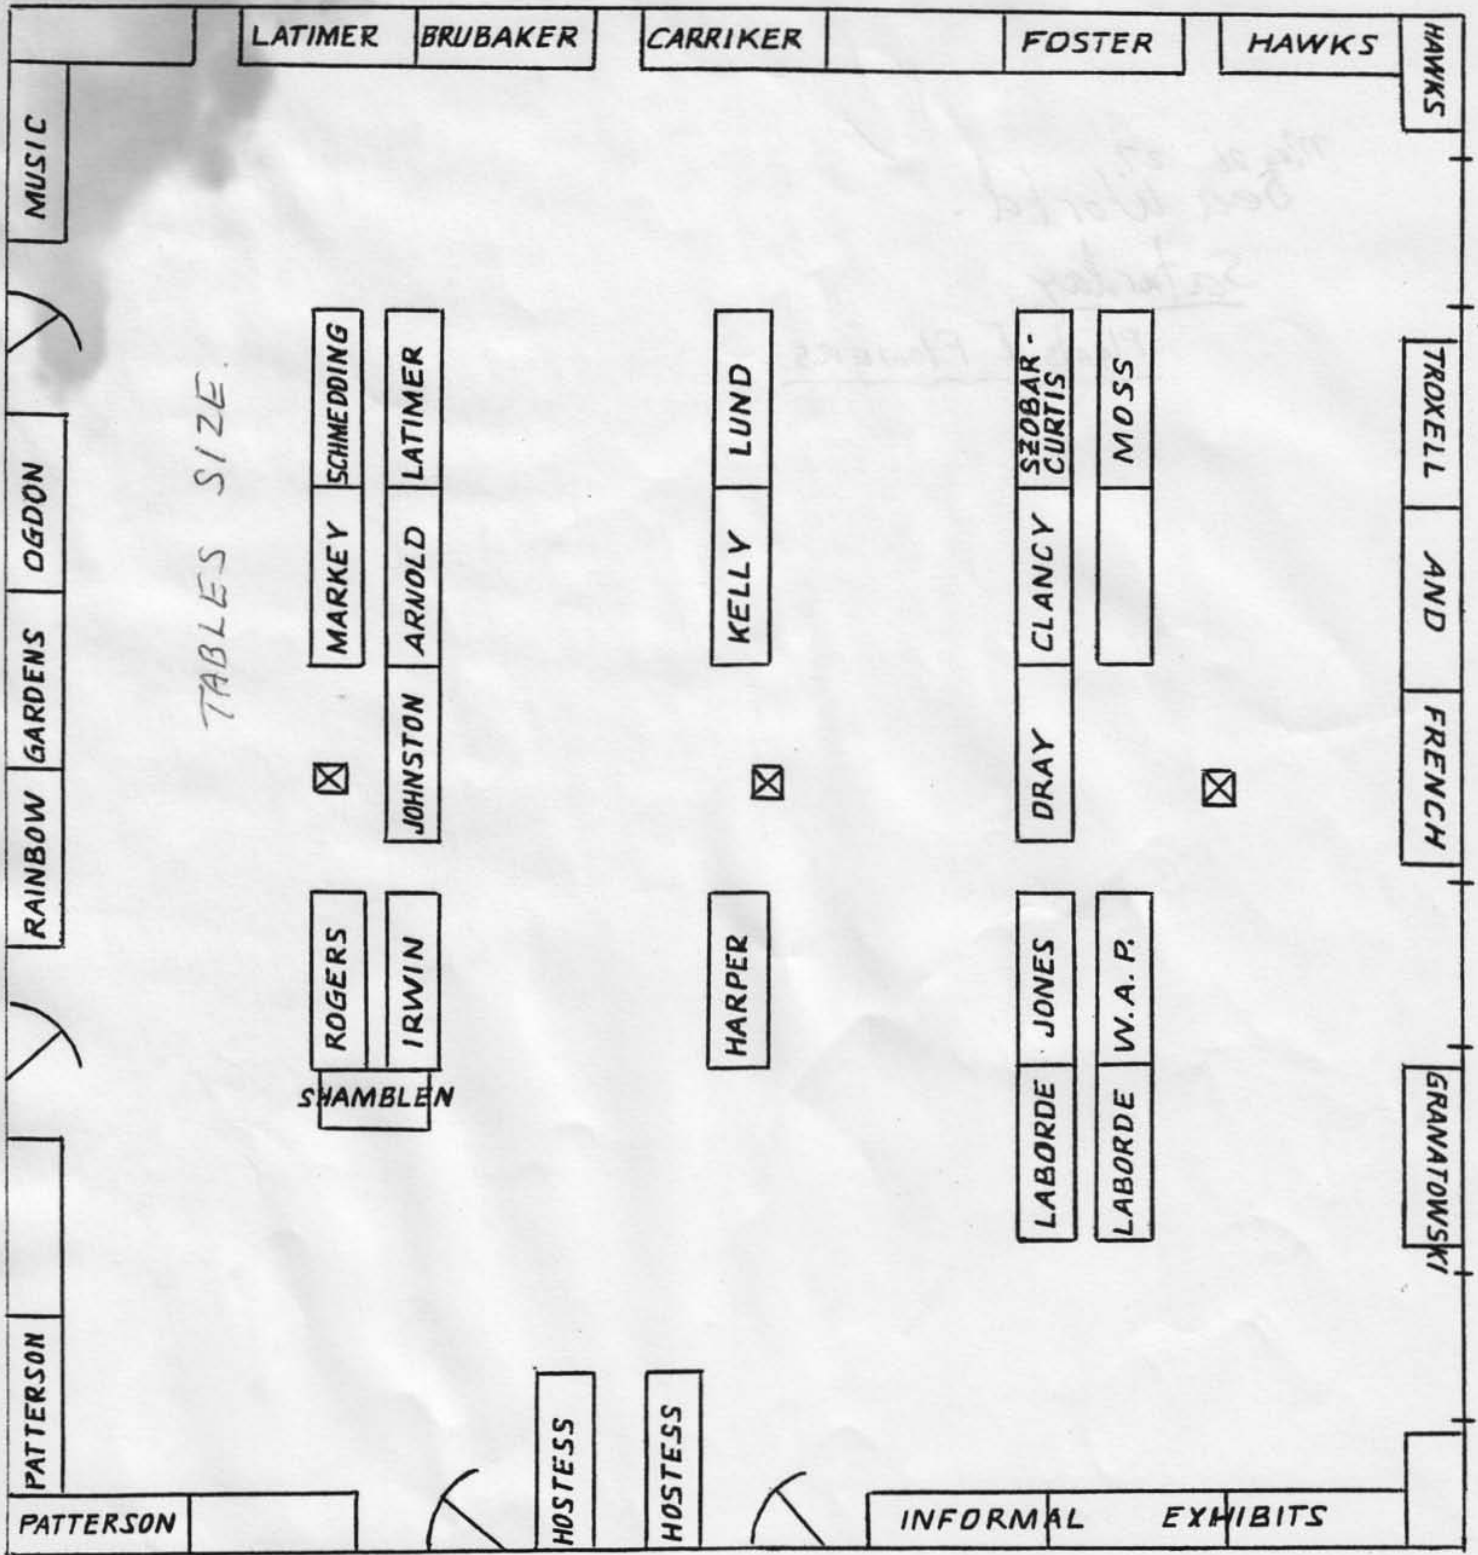 LATIMER BRUBAKER CARRIKER FOSTER HAWKS
HAWKS
MUSIC
OGDON
RAINBOW GARDENS
PATTERSON
PATTERSON
TABLES SIZE.
SCHMEDDING
MARKEY
LATIMER
ARNOLD
JOHNSTON
ROGERS
IRWIN
SHAMBLEN
LUND
KELLY
HARPER
SZOBAR-
CURTIS
CLANCY
DRAY
JONES
LABORDE
MOSS
W.A.P.
LABORDE
TROXELL AND FRENCH
GRANATOWSKI
HOSTESS
HOSTESS
INFORMAL EXHIBITS
Saturday